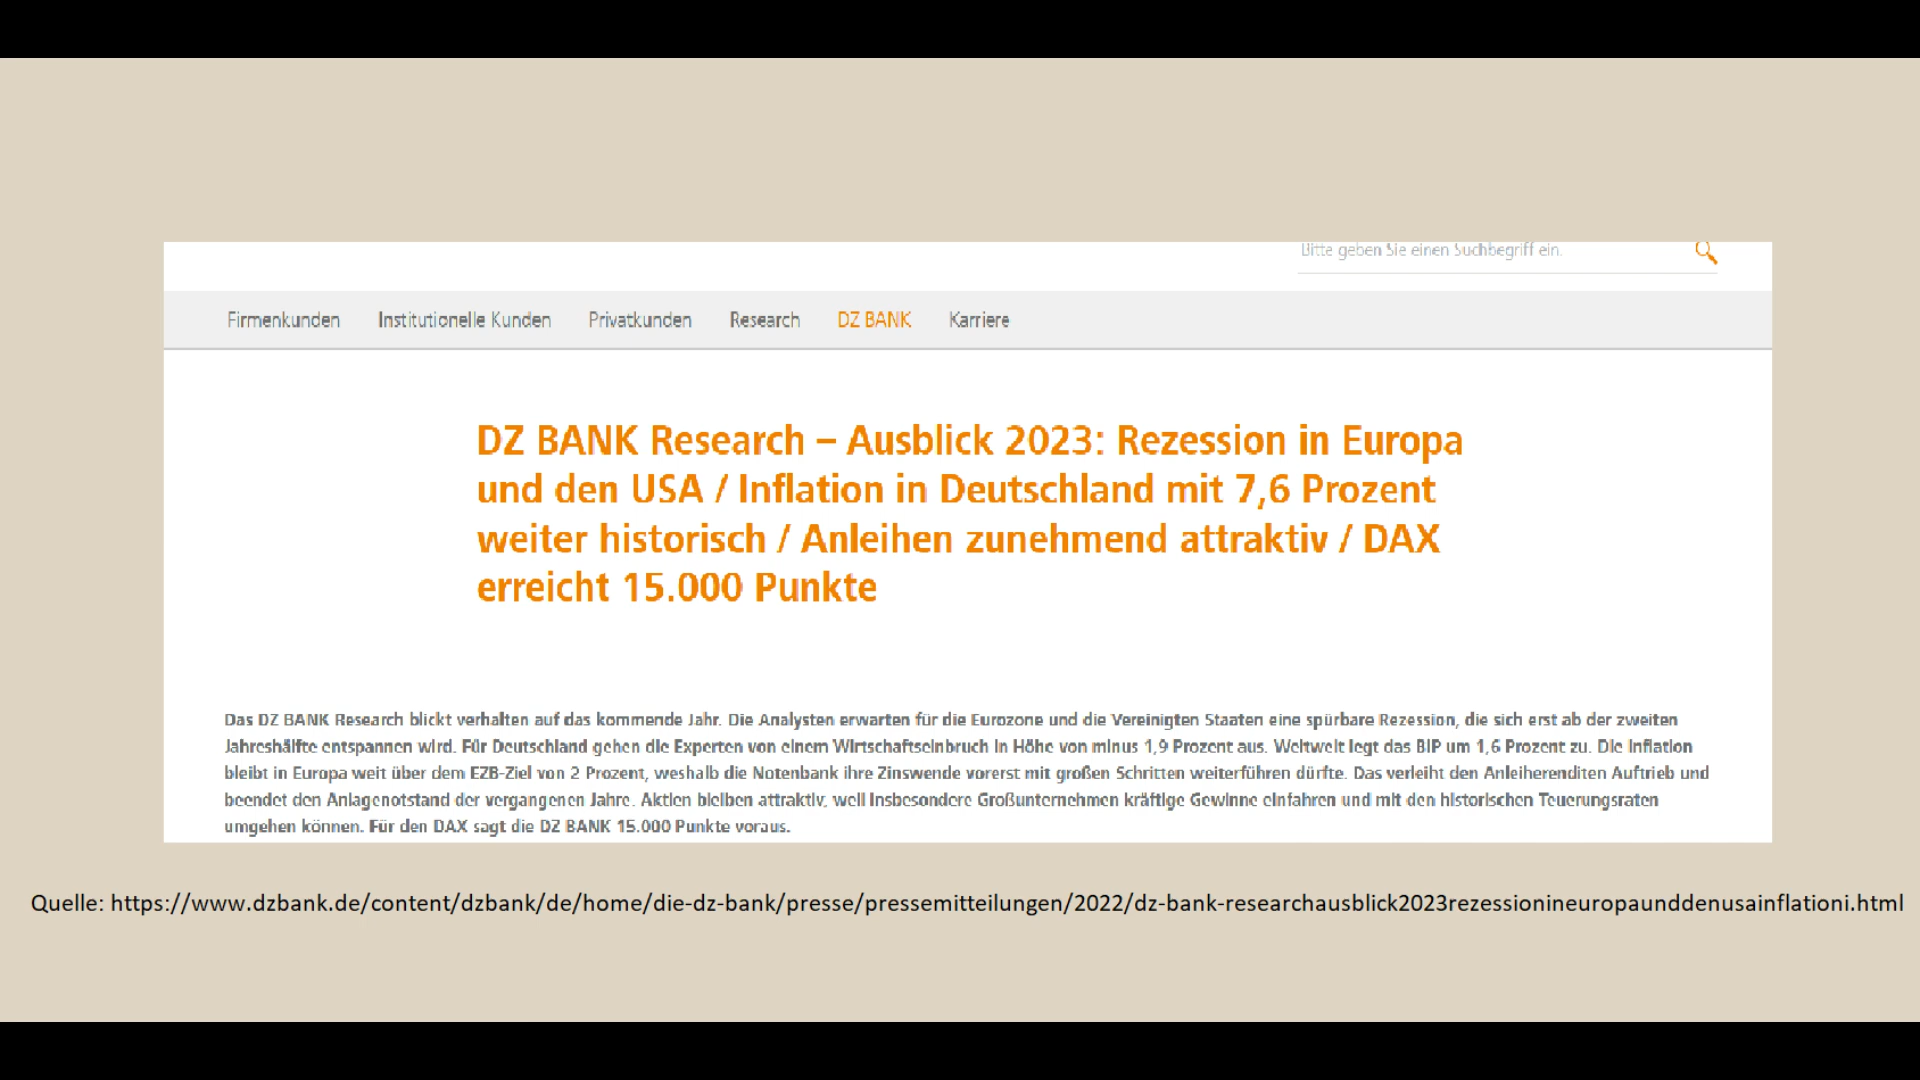 Bitte geben Sie einen Suchbegriff ein.
Firmenkunden Institutionelle Kunden Privatkunden Research DZ BANK Karriere
DZ BANK Research – Ausblick 2023: Rezession in Europa
und den USA / Inflation in Deutschland mit 7,6 Prozent
weiter historisch / Anleihen zunehmend attraktiv / DAX
erreicht 15.000 Punkte
Das DZ BANK Research blickt verhalten auf das kommende Jahr. Die Analysten erwarten für die Eurozone und die Vereinigten Staaten eine spürbare Rezession, die sich erst ab der zweiten
Jahreshälfte entspannen wird. Für Deutschland gehen die Experten von einem Wirtschaftseinbruch in Höhe von minus 1,9 Prozent aus. Weltweit legt das BIP um 1,6 Prozent zu. Die Inflation
bleibt in Europa weit über dem EZB-Ziel von 2 Prozent, weshalb die Notenbank ihre Zinswende vorerst mit großen Schritten weiterführen dürfte. Das verleiht den Anleiherenditen Auftrieb und
beendet den Anlagenotstand der vergangenen Jahre. Aktien bleiben attraktiv, weil insbesondere Großunternehmen kräftige Gewinne einfahren und mit den historischen Teuerungsraten
umgehen können. Für den DAX sagt die DZ BANK 15.000 Punkte voraus.
Quelle: https://www.dzbank.de/content/dzbank/de/home/die-dz-bank/presse/pressemitteilungen/2022/dz-bank-researchausblick2023rezessionineuropaunddenusainflationi.html